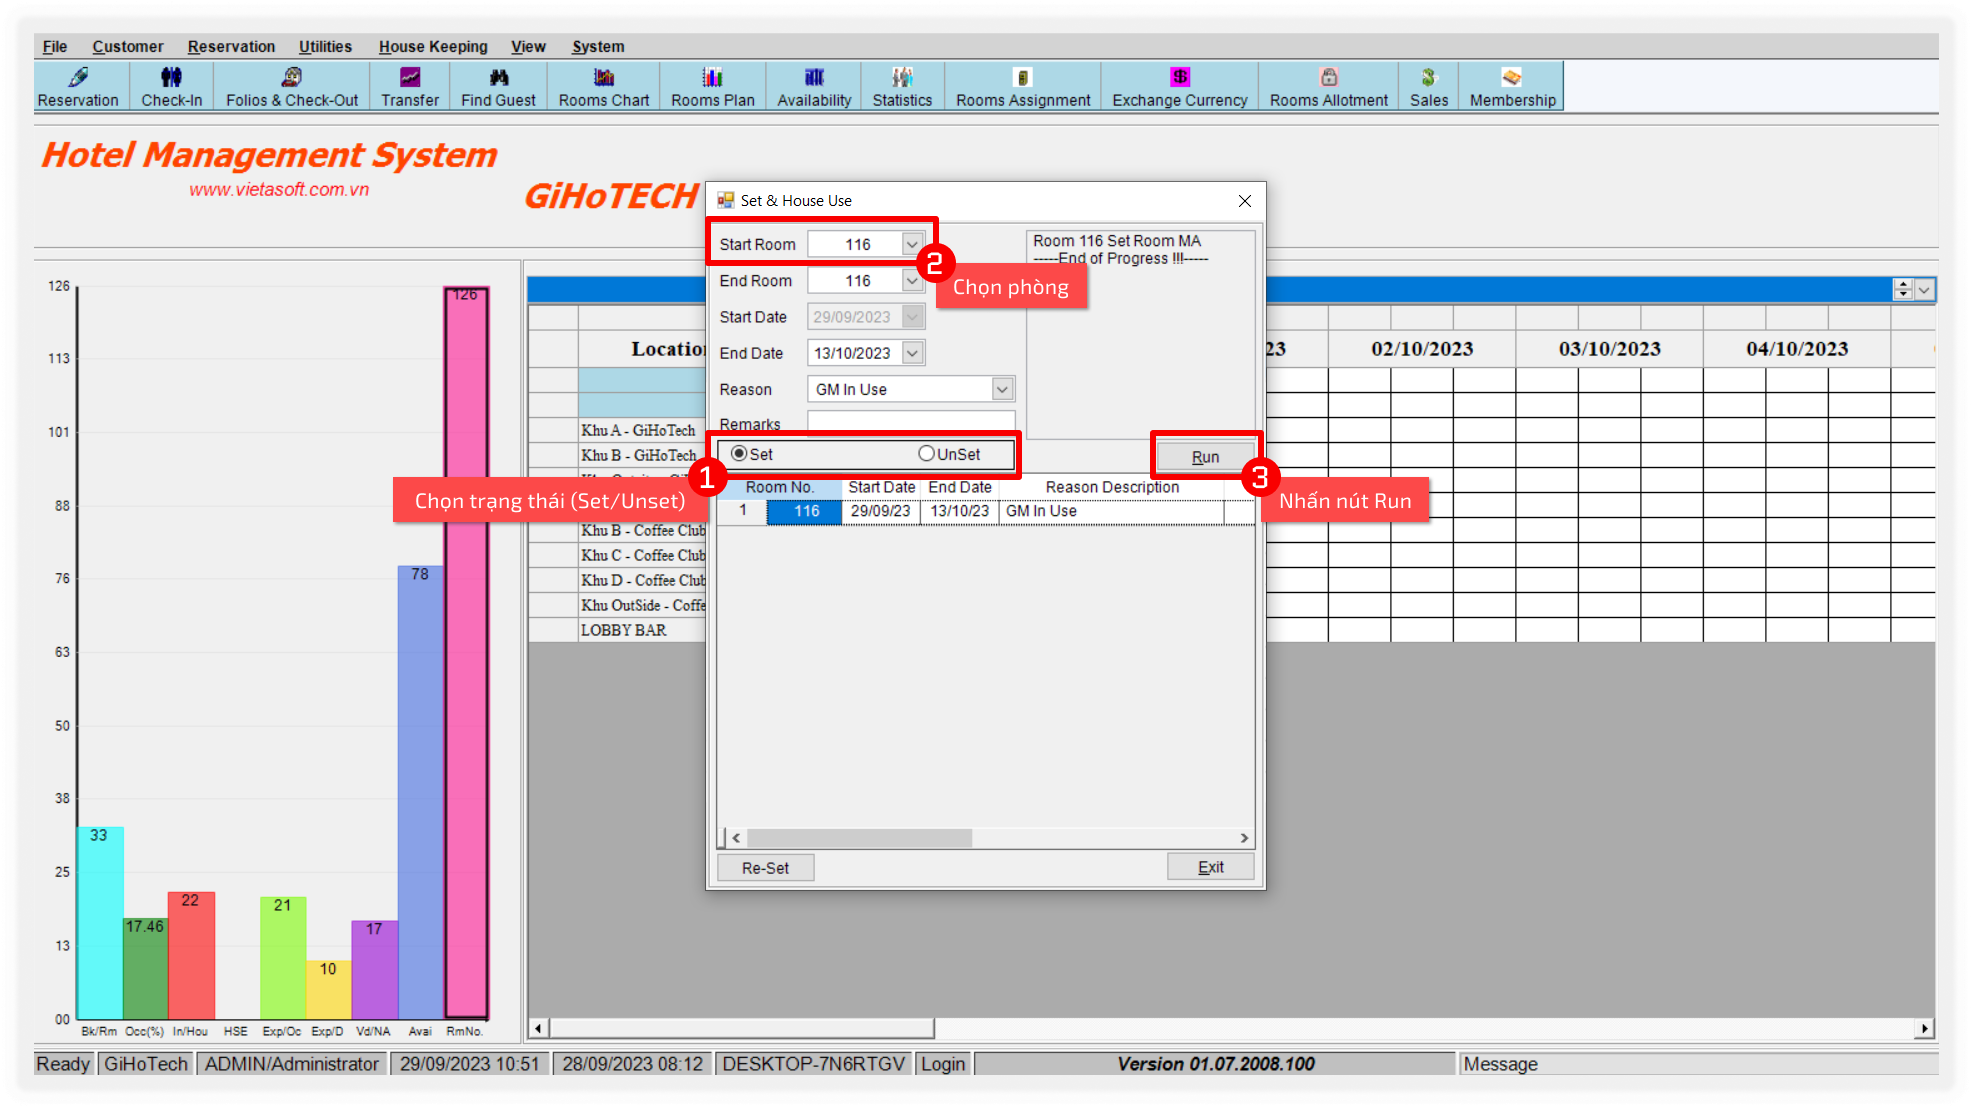 File Customer Reservation Utilities House Keeping View System
Reservation Check-In Folios & Check-Out Transfer Find Guest Rooms Chart Rooms Plan Availability Statistics Rooms Assignment Exchange Currency Rooms Allotment Sales Membership
Hotel Management System
www.vietasoft.com.vn
GiHoTECH
Set & House Use
Start Room 116
2
Chọn phòng
End Room 116
Start Date 29/09/2023
End Date 13/10/2023
Reason GM In Use
Remarks
Room 116 Set Room MA
-----End of Progress !!!-----
Set UnSet
Run
1
Chọn trạng thái (Set/Unset)
3
Nhấn nút Run
Room No. Start Date End Date Reason Description
1 116 29/09/23 13/10/23 GM In Use
Re-Set Exit
23 02/10/2023 03/10/2023 04/10/2023
Khu A - GiHoTech
Khu B - GiHoTech
Khu B - Coffee Club
Khu C - Coffee Club
Khu D - Coffee Club
Khu OutSide - Coffe
LOBBY BAR
126
113
101
88
76
63
50
38
25
13
00
33
17.46
22
21
10
17
78
126
Bk/Rm Occ(%) In/Hou HSE Exp/Oc Exp/D Vd/NA Avai RmNo.
Ready GiHoTech ADMIN/Administrator 29/09/2023 10:51 28/09/2023 08:12 DESKTOP-7N6RTGV Login Version 01.07.2008.100 Message